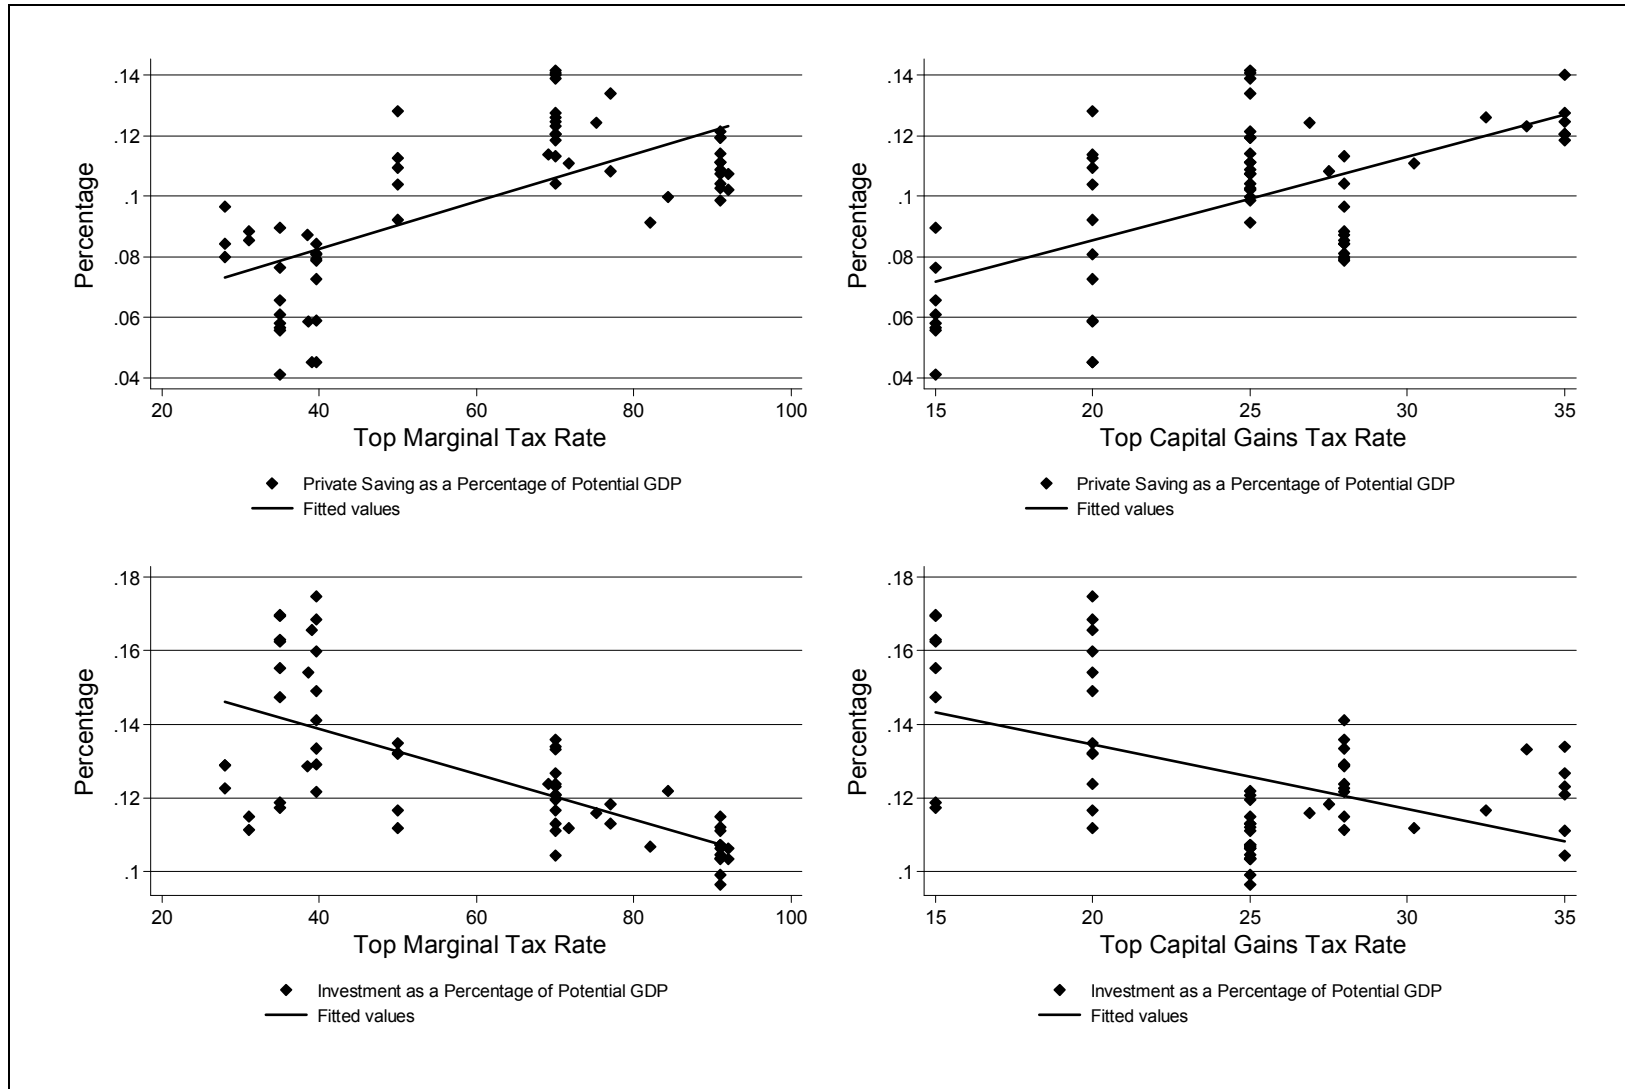 .14
.12
.1
.08
.06
.04
Percentage
20 40 60 80 100
Top Marginal Tax Rate
Private Saving as a Percentage of Potential GDP
Fitted values
.14
.12
.1
.08
.06
.04
Percentage
15 20 25 30 35
Top Capital Gains Tax Rate
Private Saving as a Percentage of Potential GDP
Fitted values
.18
.16
.14
.12
.1
Percentage
20 40 60 80 100
Top Marginal Tax Rate
Investment as a Percentage of Potential GDP
Fitted values
.18
.16
.14
.12
.1
Percentage
15 20 25 30 35
Top Capital Gains Tax Rate
Investment as a Percentage of Potential GDP
Fitted values